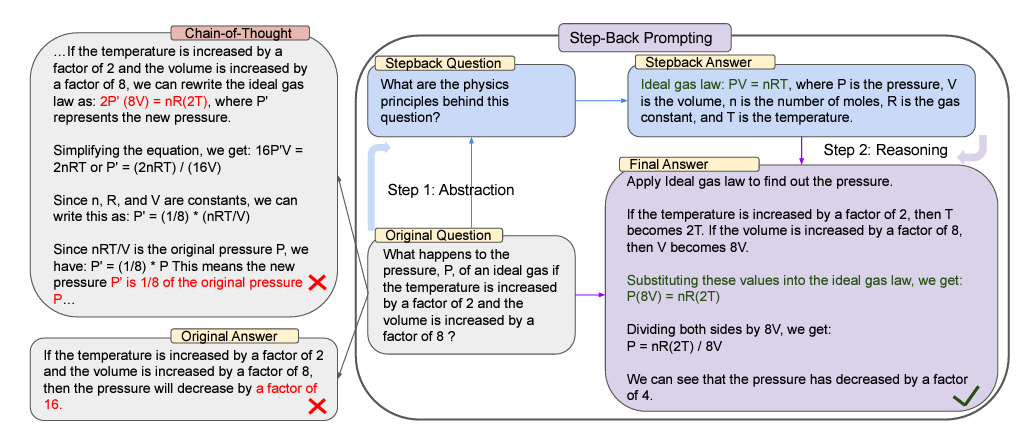 Chain-of-Thought
…If the temperature is increased by a
factor of 2 and the volume is increased by
a factor of 8, we can rewrite the ideal gas
law as: 2P' (8V) = nR(2T), where P'
represents the new pressure.
Simplifying the equation, we get: 16P'V =
2nRT or P' = (2nRT) / (16V)
Since n, R, and V are constants, we can
write this as: P' = (1/8) * (nRT/V)
Since nRT/V is the original pressure P, we
have: P' = (1/8) * P This means the new
pressure P' is 1/8 of the original pressure
P…
Original Answer
If the temperature is increased by a factor of 2
and the volume is increased by a factor of 8,
then the pressure will decrease by a factor of
16.
Step-Back Prompting
Stepback Question
What are the physics
principles behind this
question?
Stepback Answer
Ideal gas law: PV = nRT, where P is the pressure, V
is the volume, n is the number of moles, R is the gas
constant, and T is the temperature.
Step 1: Abstraction
Step 2: Reasoning
Original Question
What happens to the
pressure, P, of an ideal gas if
the temperature is increased
by a factor of 2 and the
volume is increased by a
factor of 8 ?
Final Answer
Apply Ideal gas law to find out the pressure.
If the temperature is increased by a factor of 2, then T
becomes 2T. If the volume is increased by a factor of 8,
then V becomes 8V.
Substituting these values into the ideal gas law, we get:
P(8V) = nR(2T)
Dividing both sides by 8V, we get:
P = nR(2T) / 8V
We can see that the pressure has decreased by a factor
of 4.